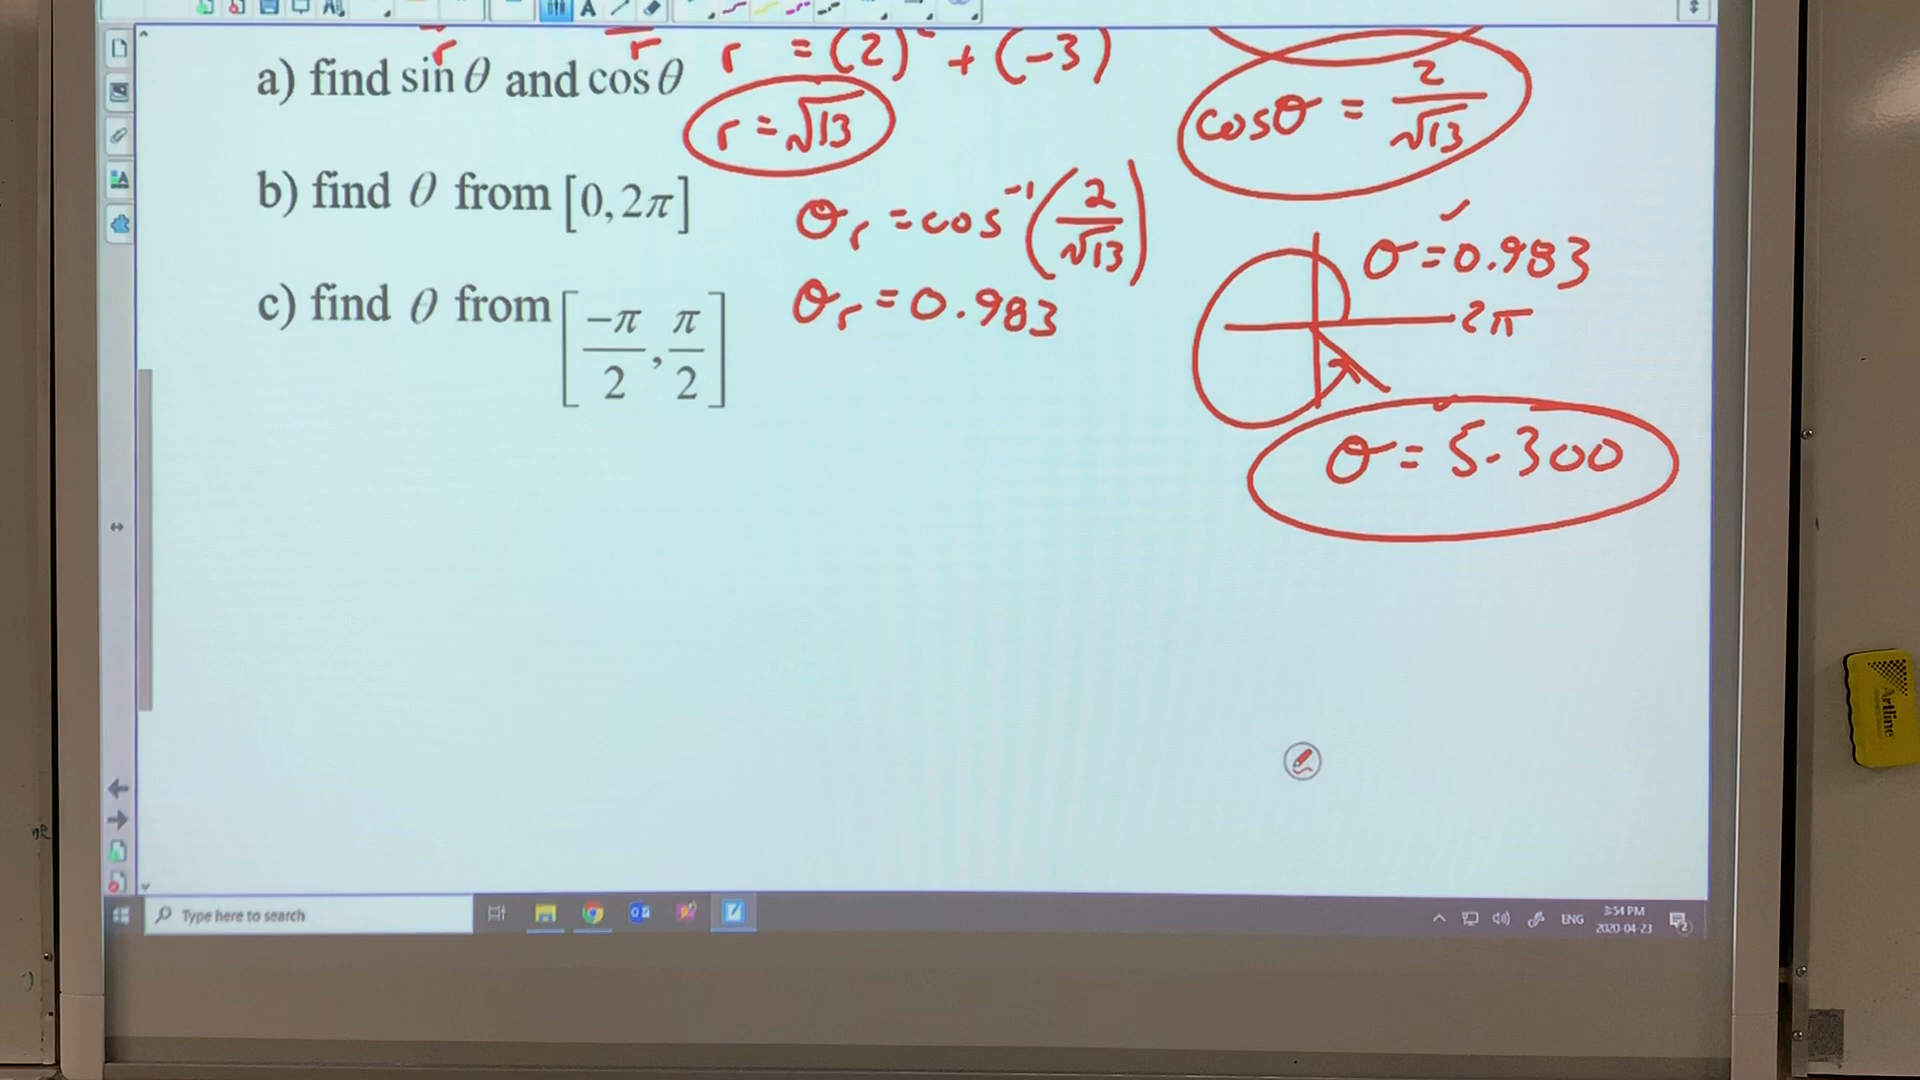 r = (2)² + (-3)
a) find sin θ and cos θ
r = √13
cosθ = 2/√13
b) find θ from [0, 2π]
θr = cos⁻¹(2/√13)
θ = 0.983
2π
c) find θ from [-π/2, π/2]
θr = 0.983
θ = 5.300
Artline
Type here to search
ENG
3:54 PM
2020-04-23